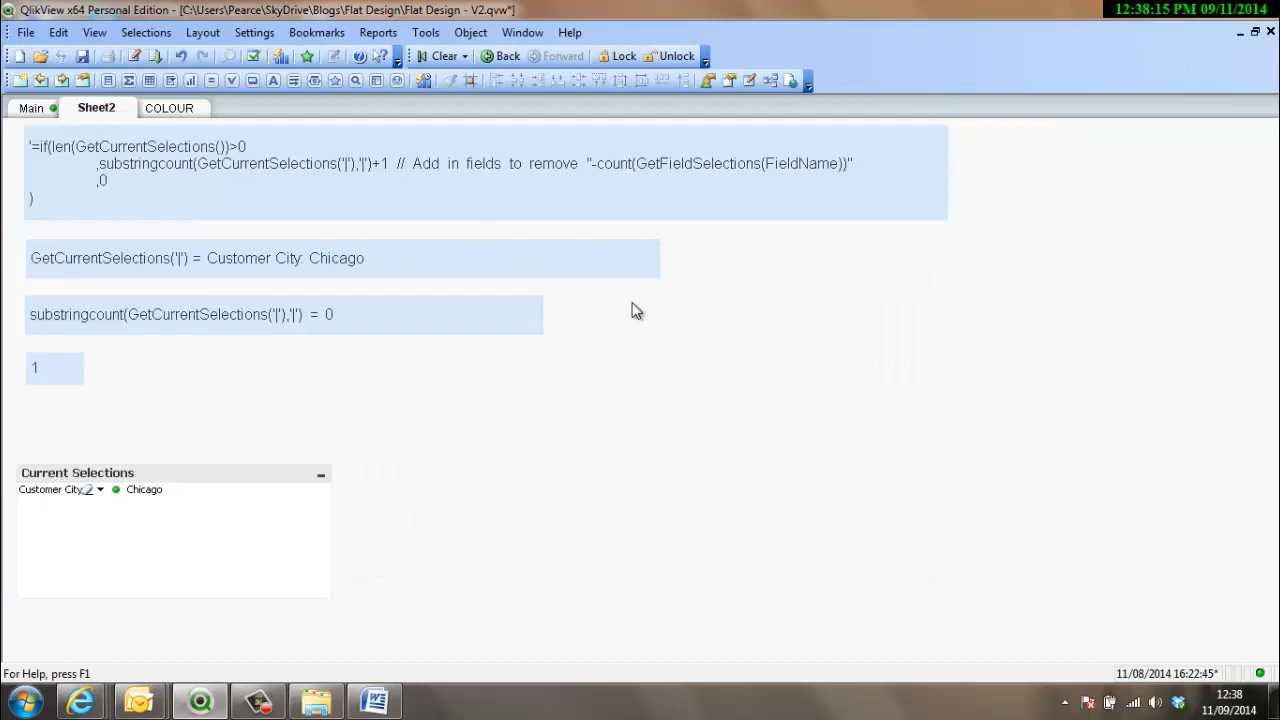 QlikView x64 Personal Edition - [C:\Users\Pearce\SkyDrive\Blogs\Flat Design\Flat Design - V2.qvw*]
12:38:15 PM 09/11/2014
File Edit View Selections Layout Settings Bookmarks Reports Tools Object Window Help
Clear Back Forward Lock Unlock
Main Sheet2 COLOUR
'=if(len(GetCurrentSelections())>0
,substringcount(GetCurrentSelections('|'),'|')+1 // Add in fields to remove "-count(GetFieldSelections(FieldName))"
,0
)
GetCurrentSelections('|') = Customer City: Chicago
substringcount(GetCurrentSelections('|'),'|') = 0
1
Current Selections
Customer City Chicago
For Help, press F1
11/08/2014 16:22:45*
12:38
11/09/2014